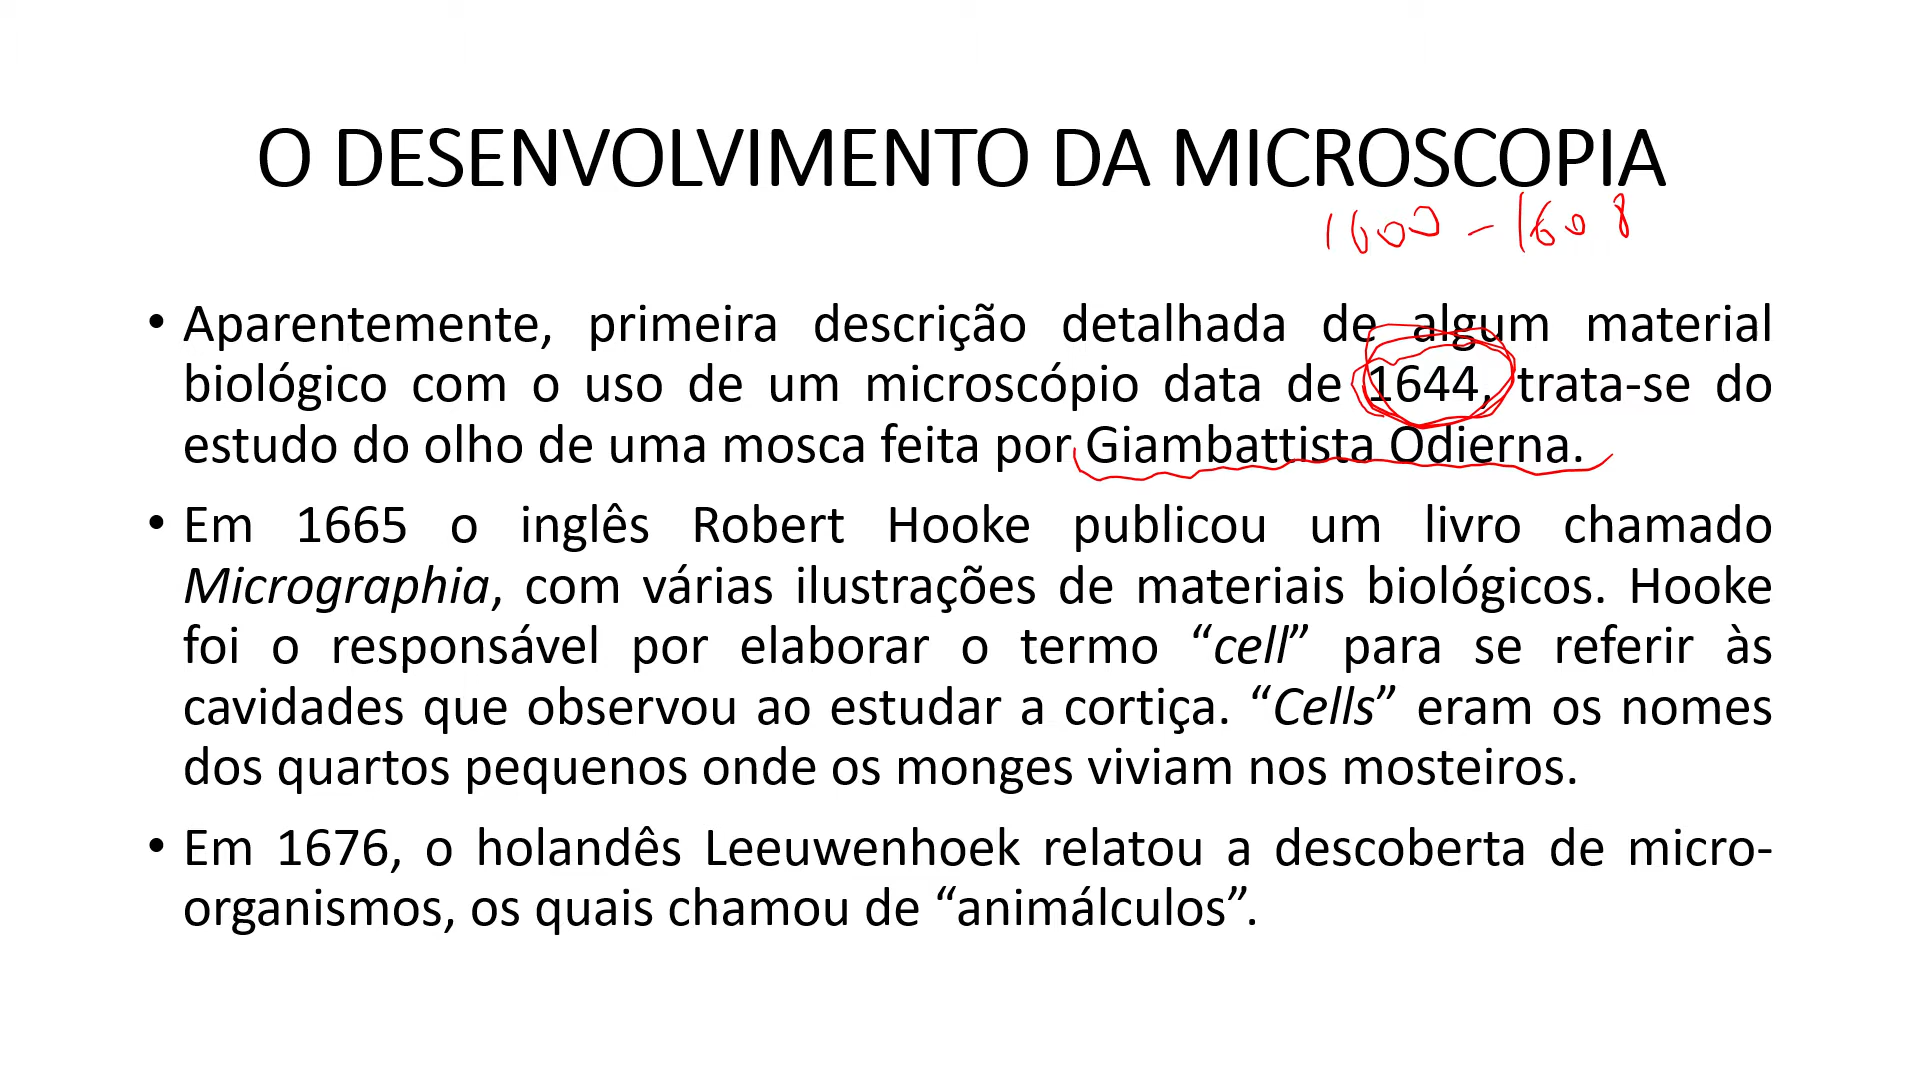 O DESENVOLVIMENTO DA MICROSCOPIA
1600 - 1608
• Aparentemente, primeira descrição detalhada de algum material
biológico com o uso de um microscópio data de 1644, trata-se do
estudo do olho de uma mosca feita por Giambattista Odierna.
• Em 1665 o inglês Robert Hooke publicou um livro chamado
Micrographia, com várias ilustrações de materiais biológicos. Hooke
foi o responsável por elaborar o termo “cell” para se referir às
cavidades que observou ao estudar a cortiça. “Cells” eram os nomes
dos quartos pequenos onde os monges viviam nos mosteiros.
• Em 1676, o holandês Leeuwenhoek relatou a descoberta de micro-
organismos, os quais chamou de “animálculos”.